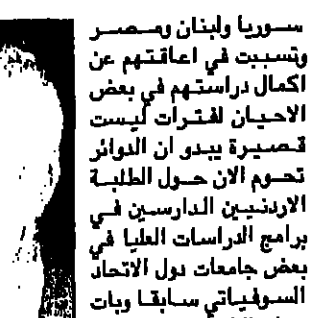 سوريا ولبنان ومصر
وتسببت في اعاقتهم عن
اكمال دراستهم في بعض
الاحيان لفترات ليست
قصيرة يبدو ان الدوائر
تحوم الان حول الطلبة
الاردنيين الدارسين في
برامج الدراسات العليا في
بعض جامعات دول الاتحاد
السوفياتي سابقا وبات